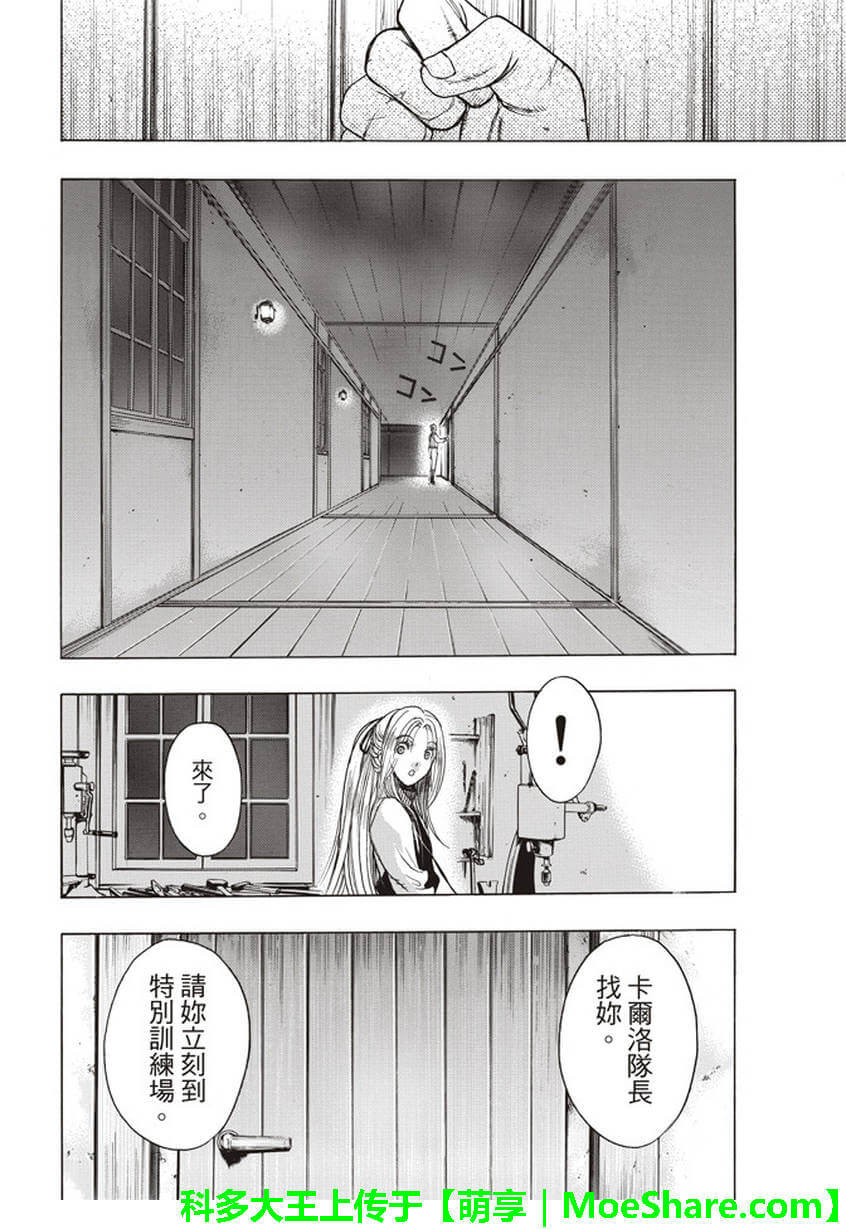 コン
コン
！
來了。
卡爾洛隊長
找妳。
請妳立刻到
特別訓練場。
科多大王上传于【萌享｜MoeShare.com】